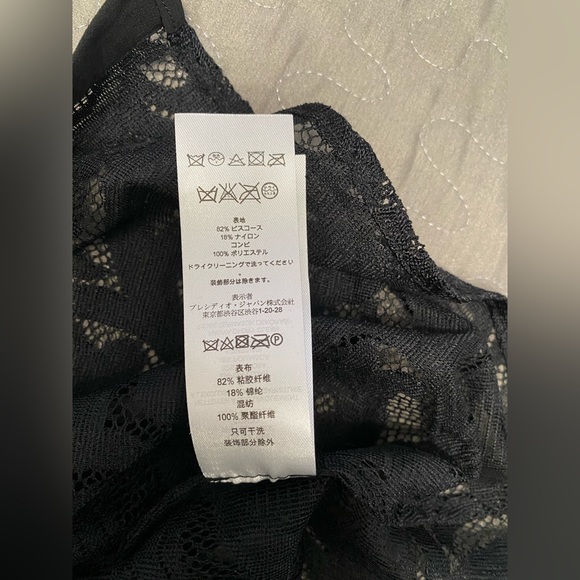 表地
82% ビスコース
18% ナイロン
コンビ
100% ポリエステル
ドライクリーニングで洗ってください
。
装飾部分は除きます。
表示者
プレシディオ・ジャパン株式会社
東京都渋谷区渋谷1-20-28
表布
82% 粘胶纤维
18% 锦纶
混纺
100% 聚酯纤维
只可干洗
装饰部分除外